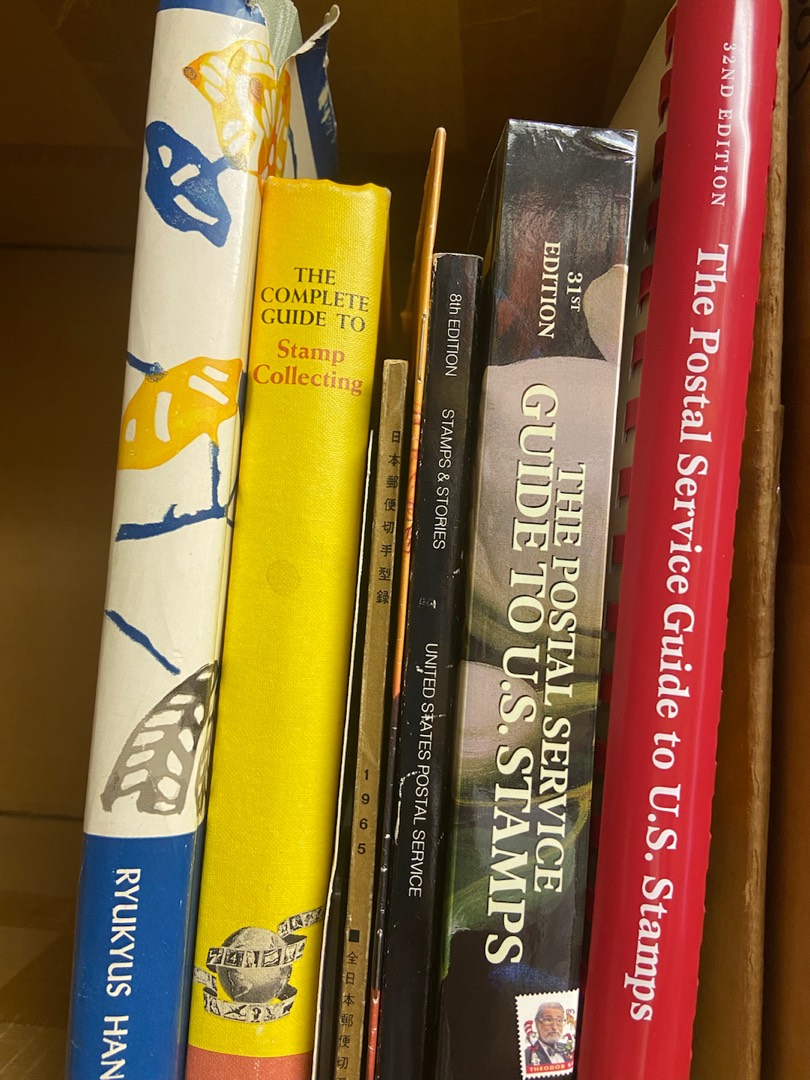 RYUKYUS HAN
THE
COMPLETE
GUIDE TO
Stamp
Collecting
日本郵便切手型録
1965
■全日本郵便切
8th EDITION STAMPS & STORIES UNITED STATES POSTAL SERVICE
31ST
EDITION
THE POSTAL SERVICE
GUIDE TO U.S. STAMPS
32ND EDITION The Postal Service Guide to U.S. Stamps